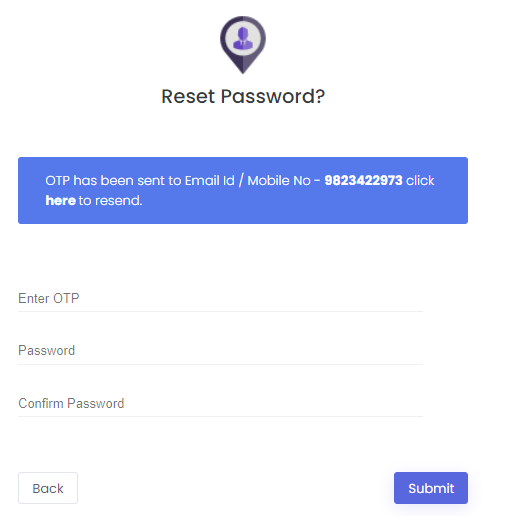 Reset Password?
OTP has been sent to Email Id / Mobile No - 9823422973 click
here to resend.
Enter OTP
Password
Confirm Password
Back
Submit